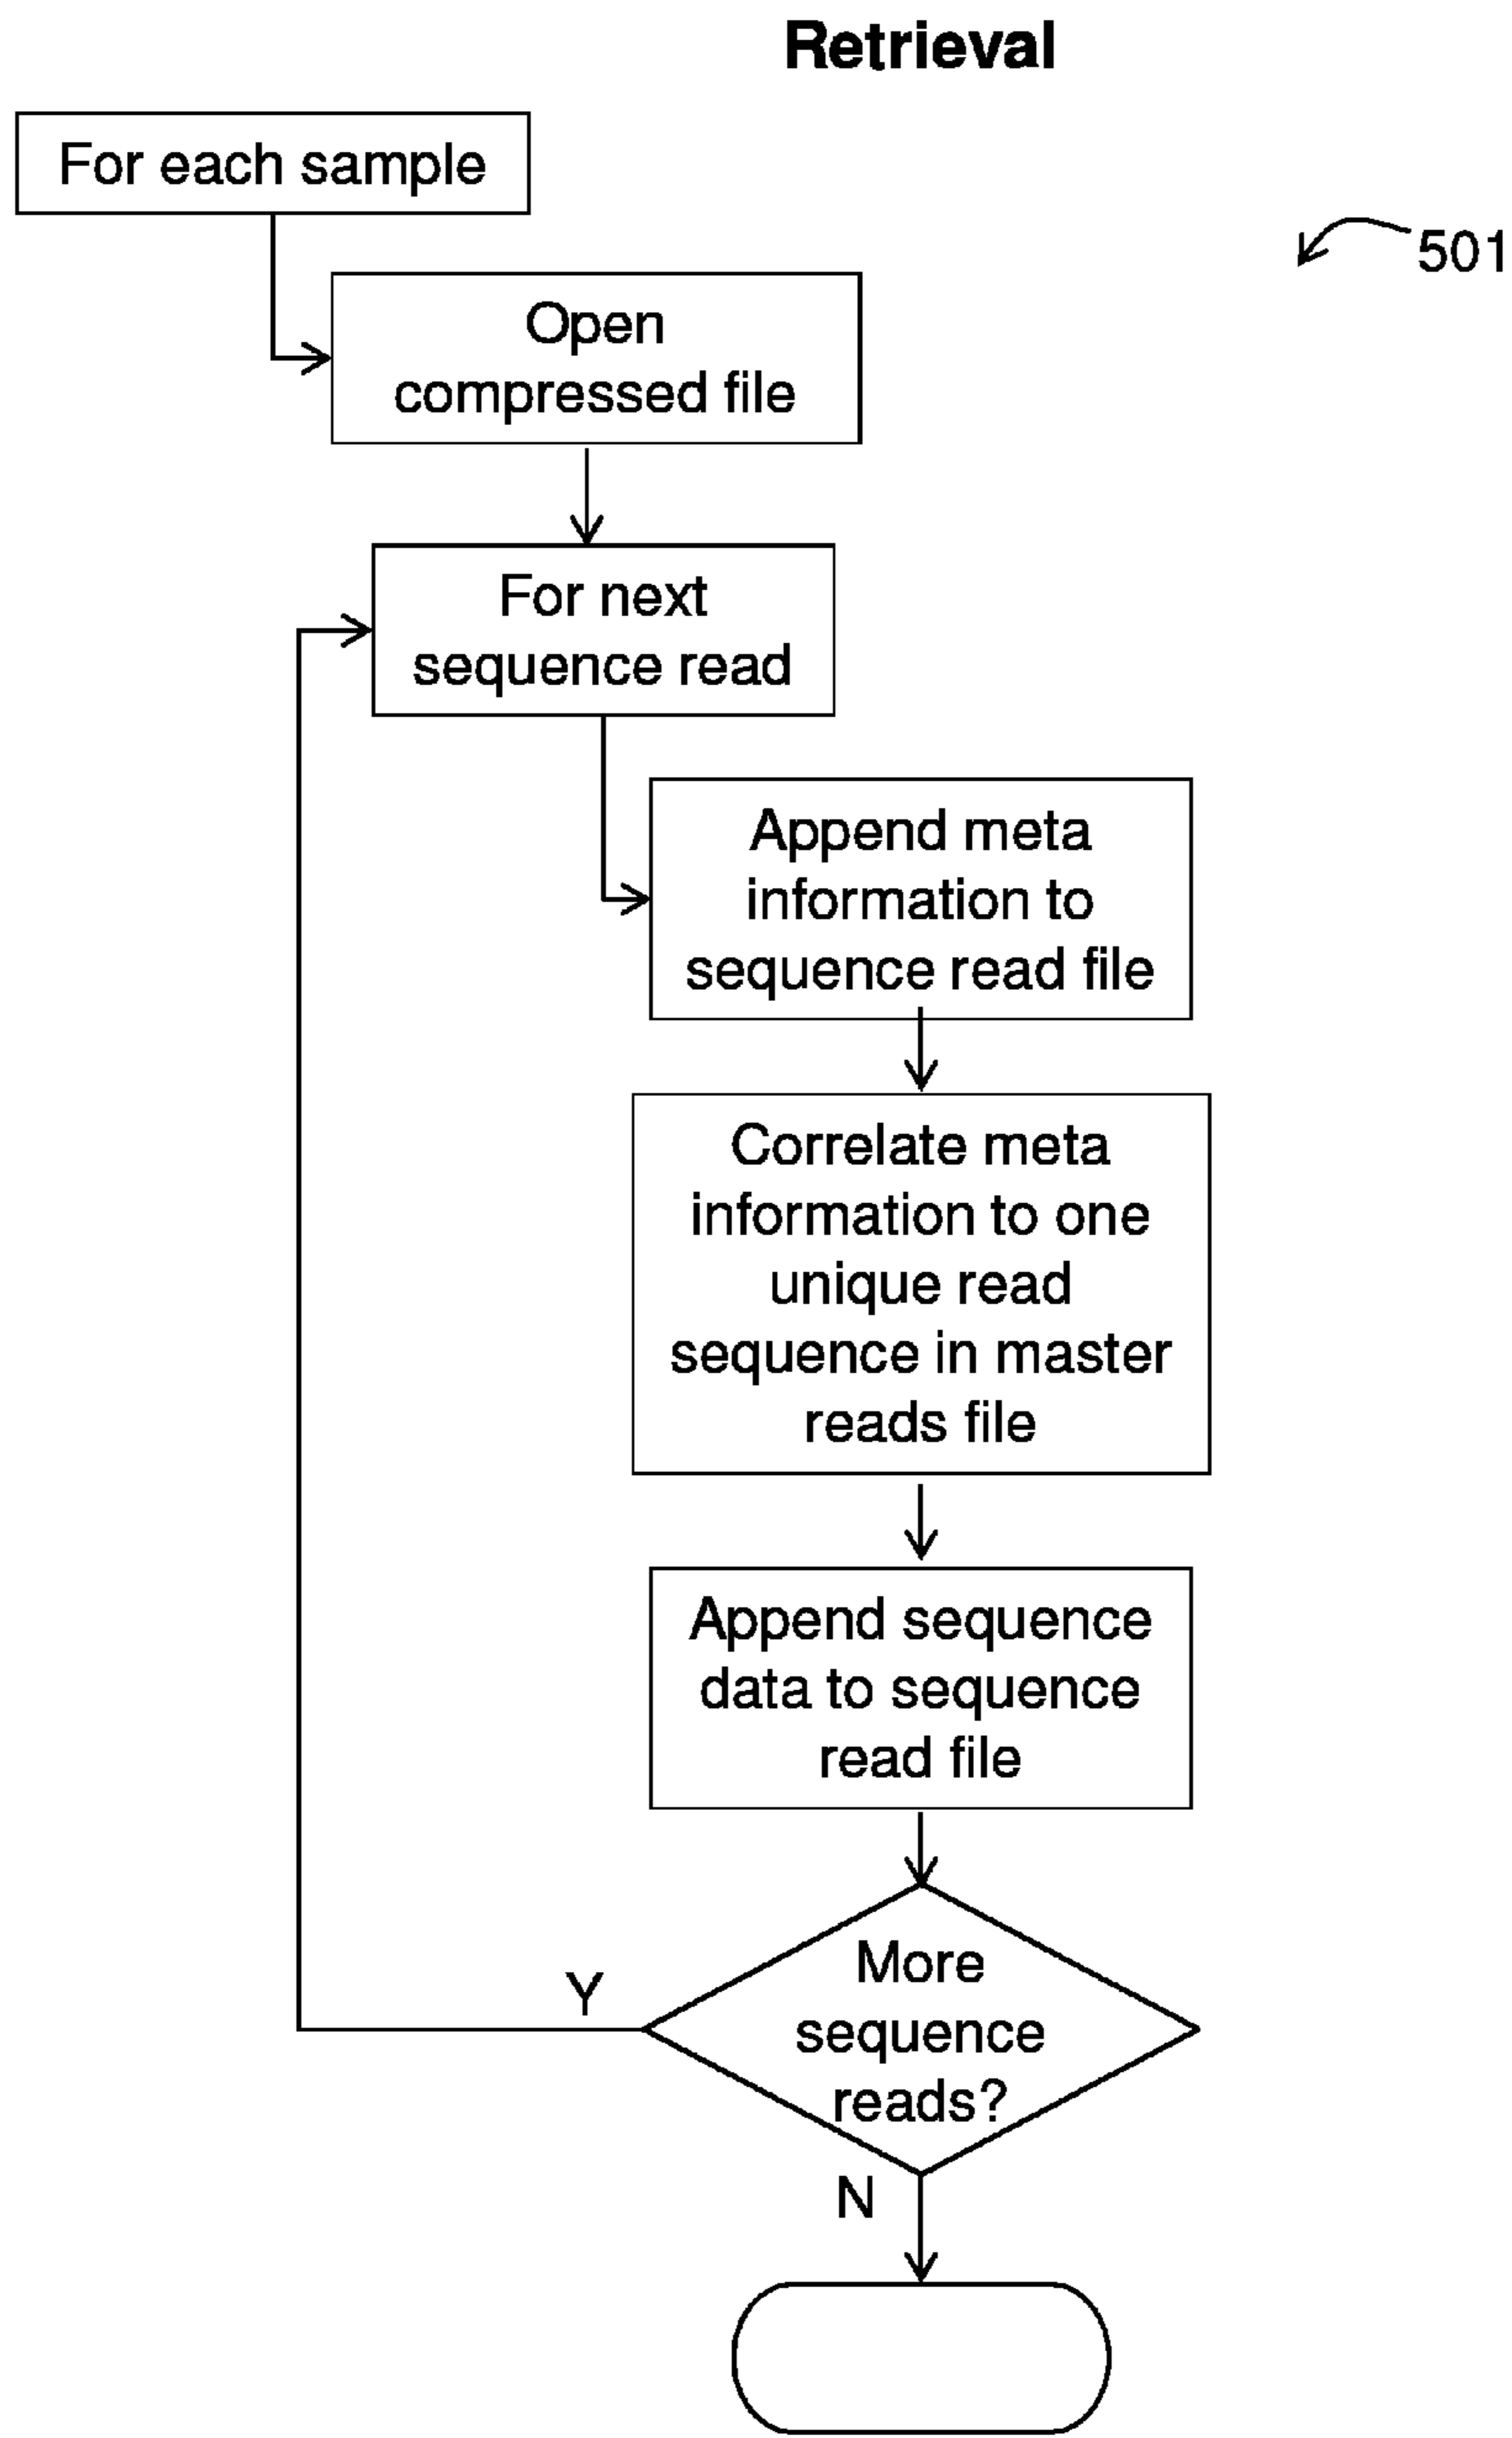 Retrieval
For each sample
501
Open
compressed file
For next
sequence read
Append meta
information to
sequence read file
Correlate meta
information to one
unique read
sequence in master
reads file
Append sequence
data to sequence
read file
More
sequence
reads?
Y
N